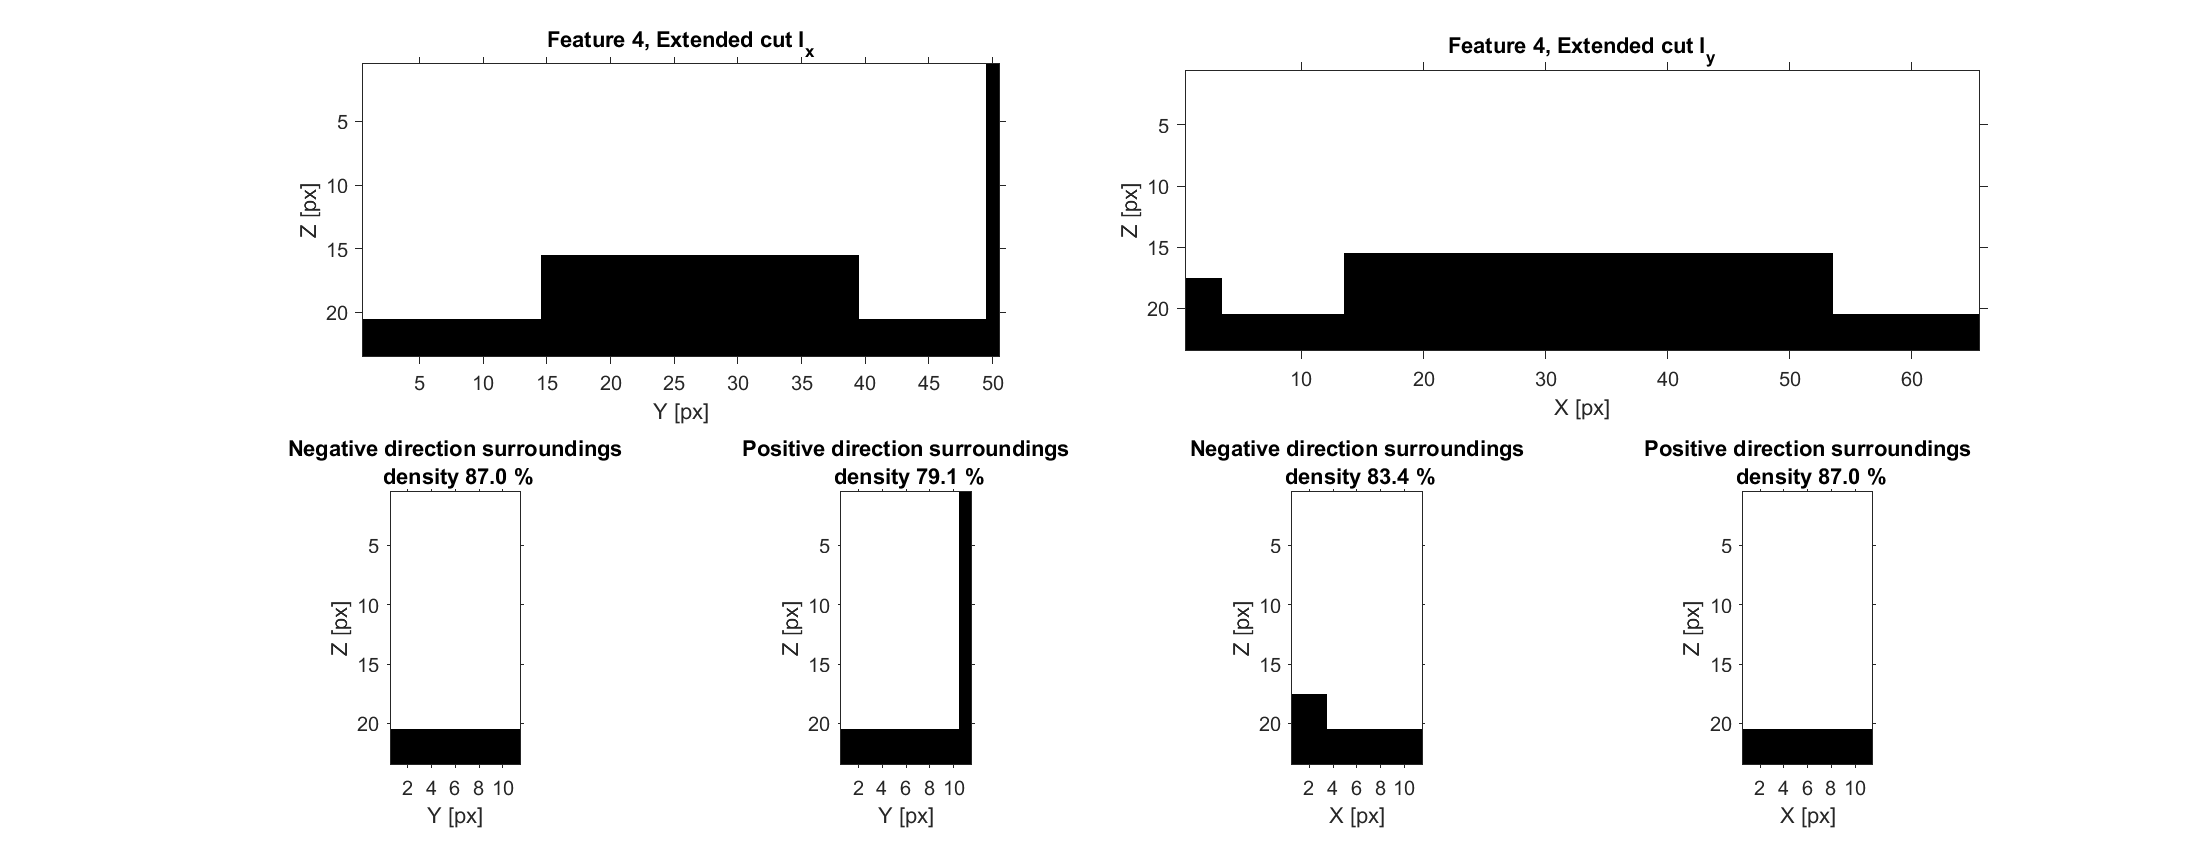 Feature 4, Extended cut I_x
Z [px]
5
10
15
20
5 10 15 20 25 30 35 40 45 50
Y [px]
Feature 4, Extended cut I_y
Z [px]
5
10
15
20
10 20 30 40 50 60
X [px]
Negative direction surroundings
density 87.0 %
Z [px]
5
10
15
20
2 4 6 8 10
Y [px]
Positive direction surroundings
density 79.1 %
Z [px]
5
10
15
20
2 4 6 8 10
Y [px]
Negative direction surroundings
density 83.4 %
Z [px]
5
10
15
20
2 4 6 8 10
X [px]
Positive direction surroundings
density 87.0 %
Z [px]
5
10
15
20
2 4 6 8 10
X [px]